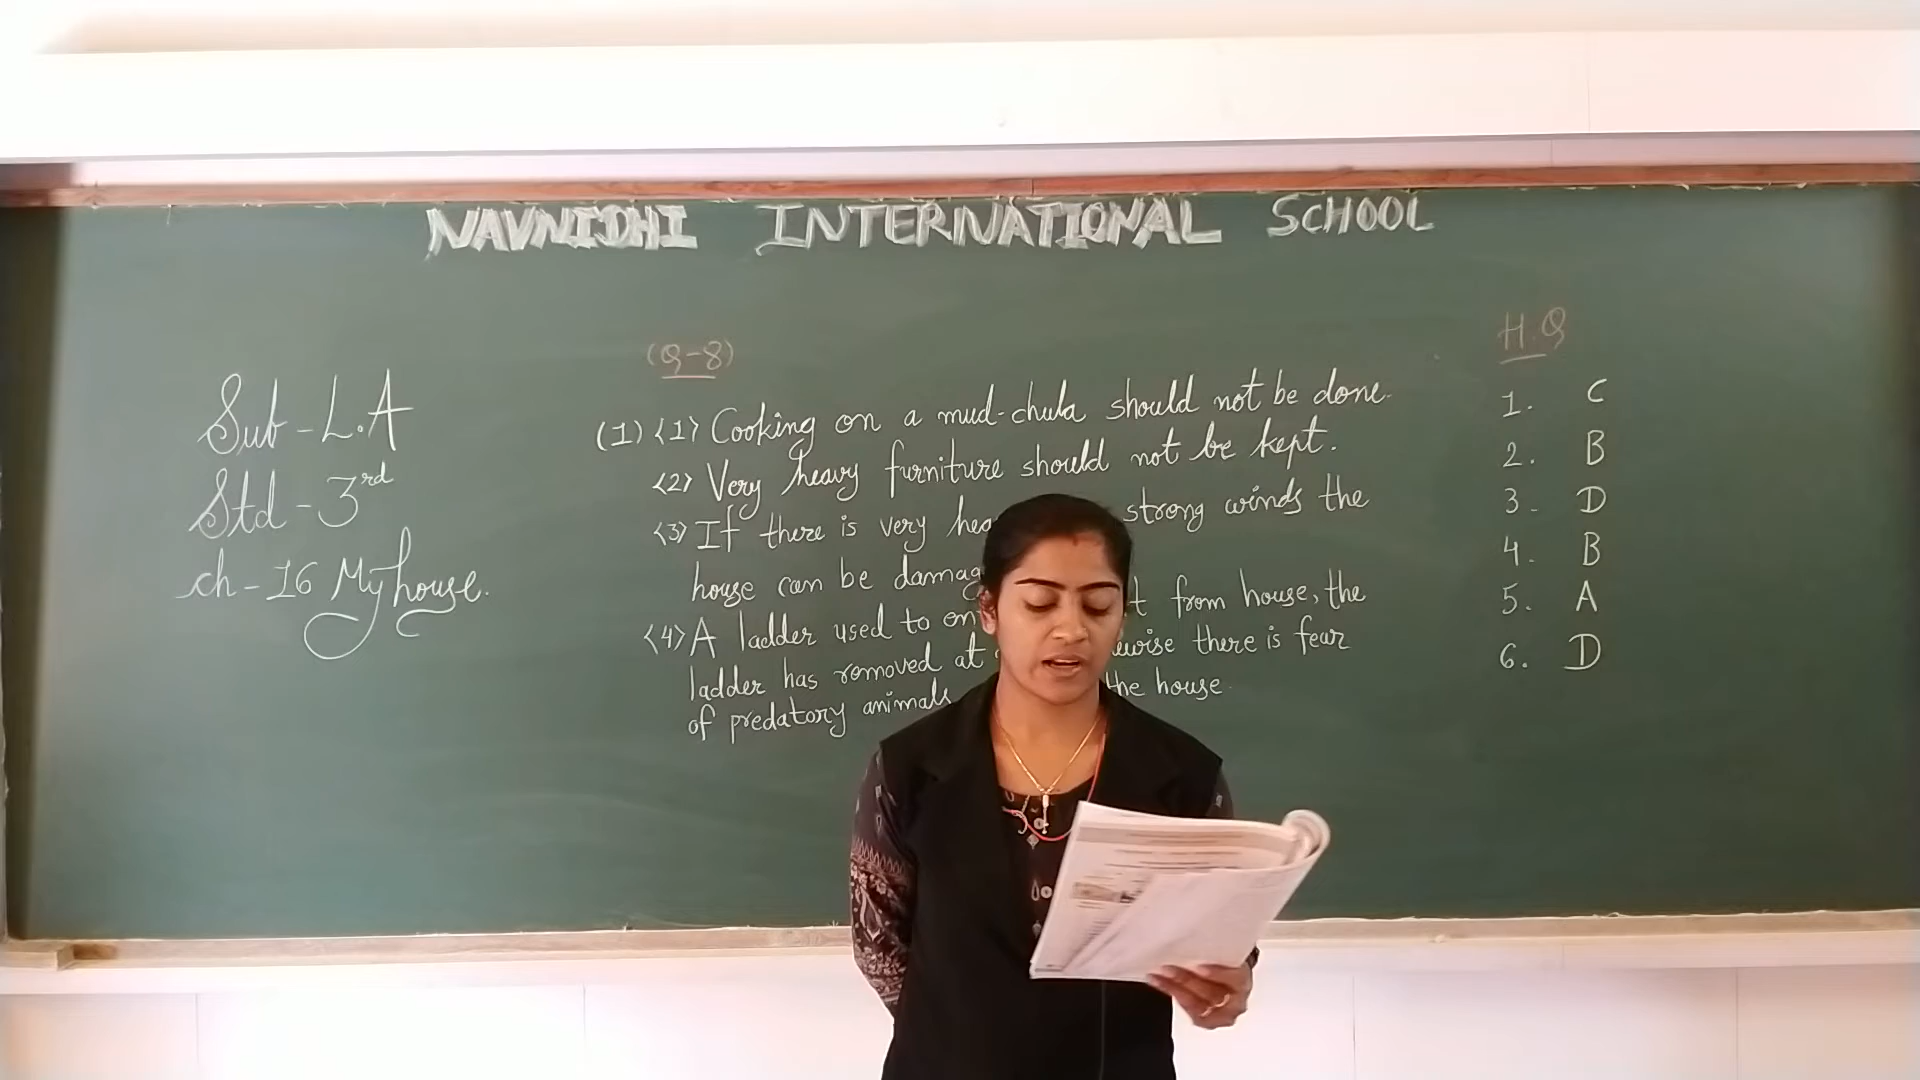 NAVNIDHI INTERNATIONAL SCHOOL
Sub - L.A
Std - 3rd
ch - 16 My house.
(Q-8)
(1) <1> Cooking on a mud-chula should not be done.
<2> Very heavy furniture should not be kept.
<3> If there is very strong winds the
house can be
<4> A ladder used to from house, the
ladder has removed at there is fear
of predatory animals the house.
H.Q
1. C
2. B
3. D
4. B
5. A
6. D